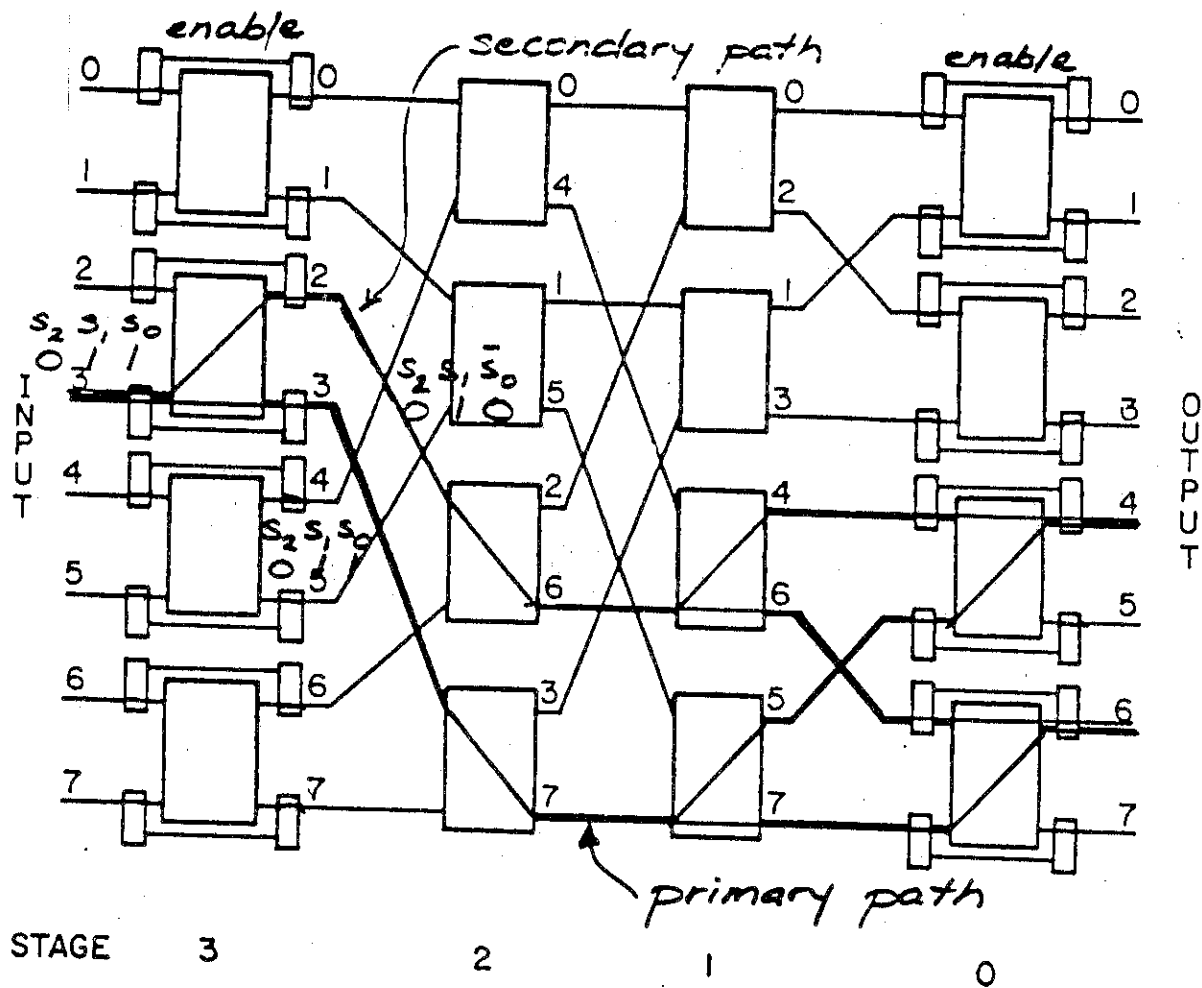 enable
secondary path
enable
0 0 0 0 0
1 1 4 2 1
2 2 1 1 2
S2 S1 S0
0 1 1
3 3 5 3 3
S2 S1 S̄0
0 1 0
INPUT
OUTPUT
4 4 2 4 4
S2 S1 S0
0 1 1
5 5 6 6 5
6 6 3 5 6
7 7 7 7 7
primary path
STAGE 3 2 1 0